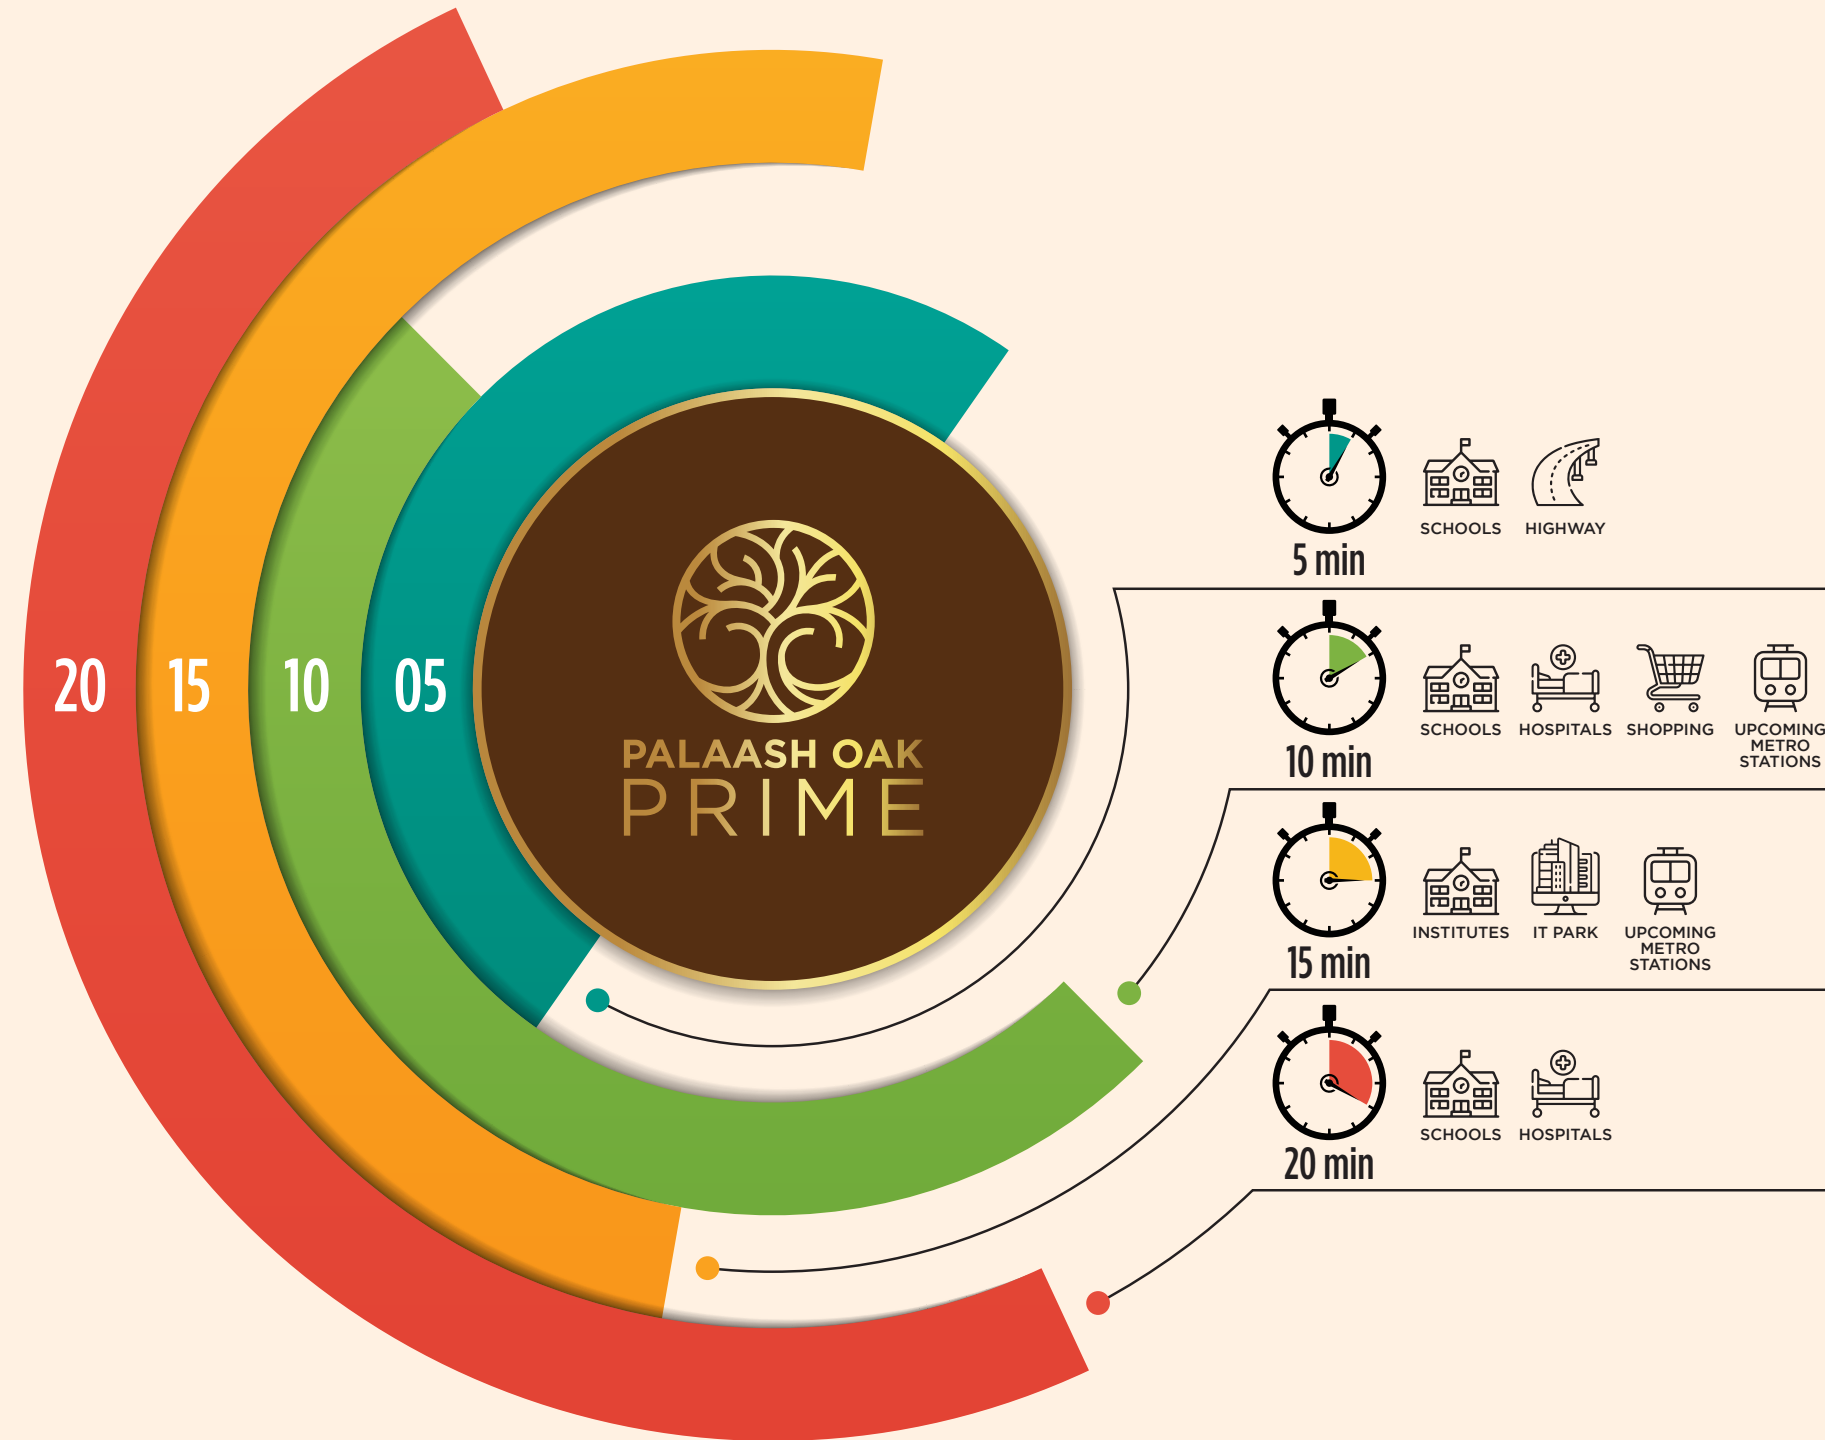 20 15 10 05
PALAASH OAK
PRIME
5 min
SCHOOLS HIGHWAY
10 min
SCHOOLS HOSPITALS SHOPPING UPCOMING
METRO
STATIONS
15 min
INSTITUTES IT PARK UPCOMING
METRO
STATIONS
20 min
SCHOOLS HOSPITALS